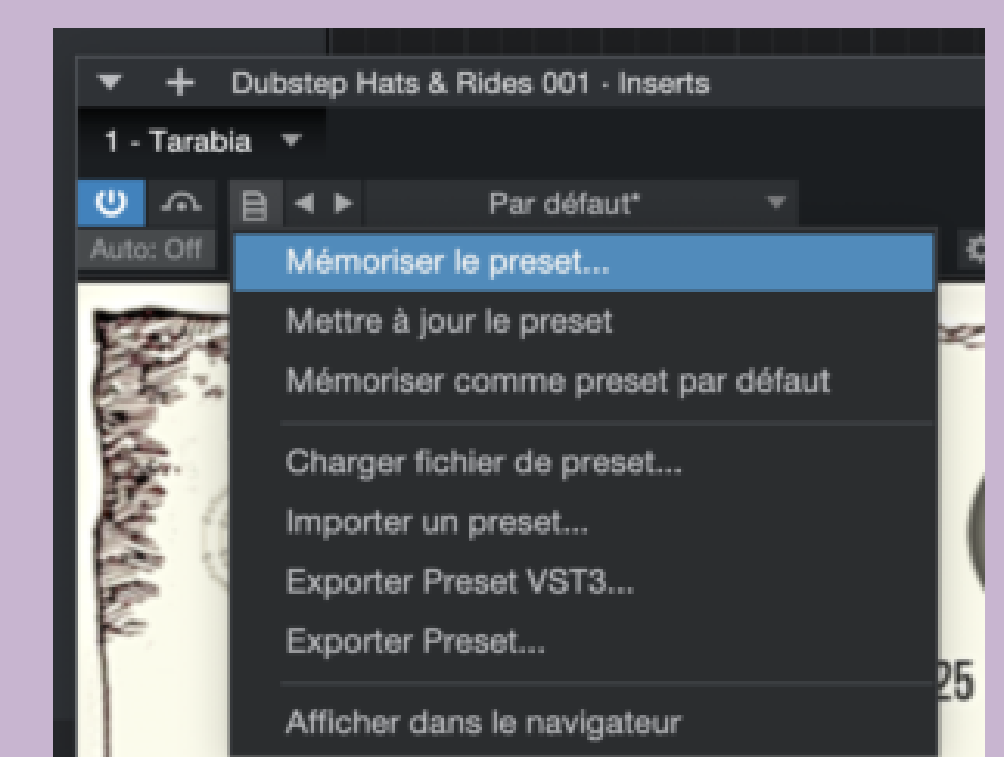 Dubstep Hats & Rides 001 · Inserts
1 - Tarabia
Par défaut*
Auto: Off
Mémoriser le preset...
Mettre à jour le preset
Mémoriser comme preset par défaut
Charger fichier de preset...
Importer un preset...
Exporter Preset VST3...
Exporter Preset...
25
Afficher dans le navigateur